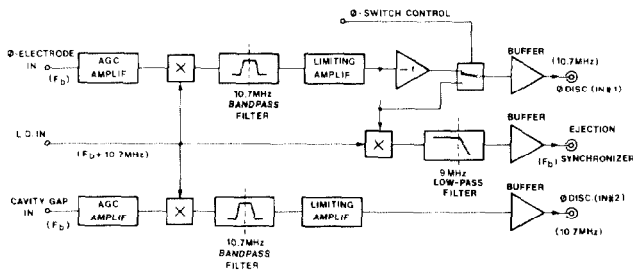 Ø-SWITCH CONTROL
Ø-ELECTRODE
IN
(Fb)
AGC
AMPLIF
×
10.7MHz
BANDPASS
FILTER
LIMITING
AMPLIF
-1
BUFFER
(10.7MHz)
Ø DISC (IN#1)
L.O. IN
(Fb + 10.7MHz)
×
9 MHz
LOW-PASS
FILTER
BUFFER
(Fb)
EJECTION
SYNCHRONIZER
CAVITY GAP
IN
(Fb)
AGC
AMPLIF
×
10.7MHz
BANDPASS
FILTER
LIMITING
AMPLIF
BUFFER
Ø DISC (IN#2)
(10.7MHz)